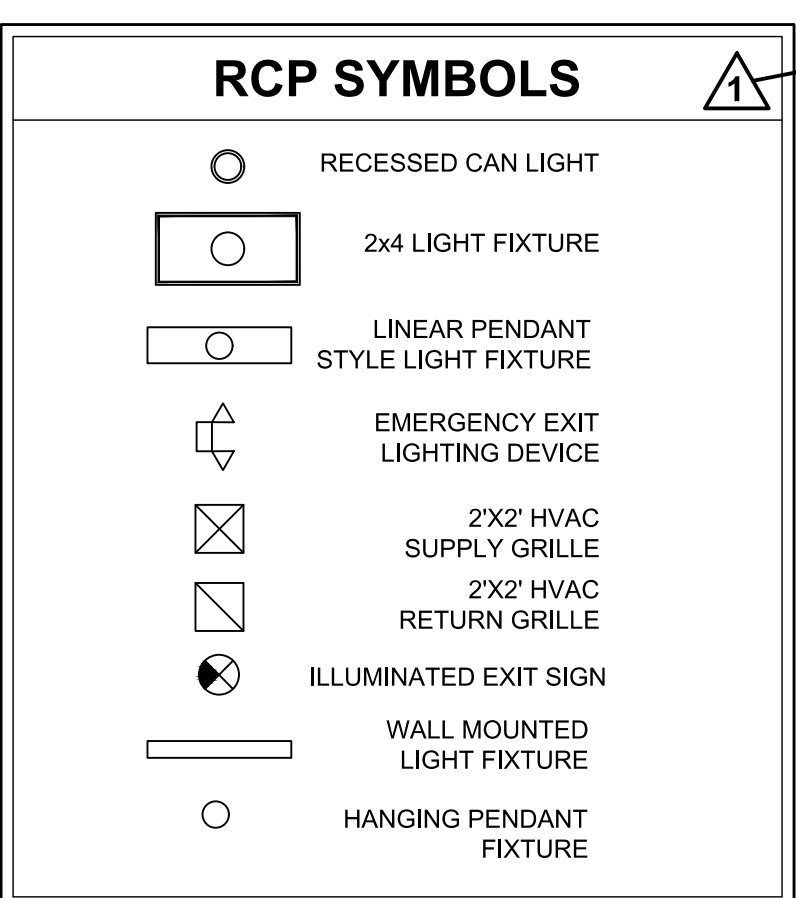 RCP SYMBOLS
1
RECESSED CAN LIGHT
2x4 LIGHT FIXTURE
LINEAR PENDANT
STYLE LIGHT FIXTURE
EMERGENCY EXIT
LIGHTING DEVICE
2'X2' HVAC
SUPPLY GRILLE
2'X2' HVAC
RETURN GRILLE
ILLUMINATED EXIT SIGN
WALL MOUNTED
LIGHT FIXTURE
HANGING PENDANT
FIXTURE